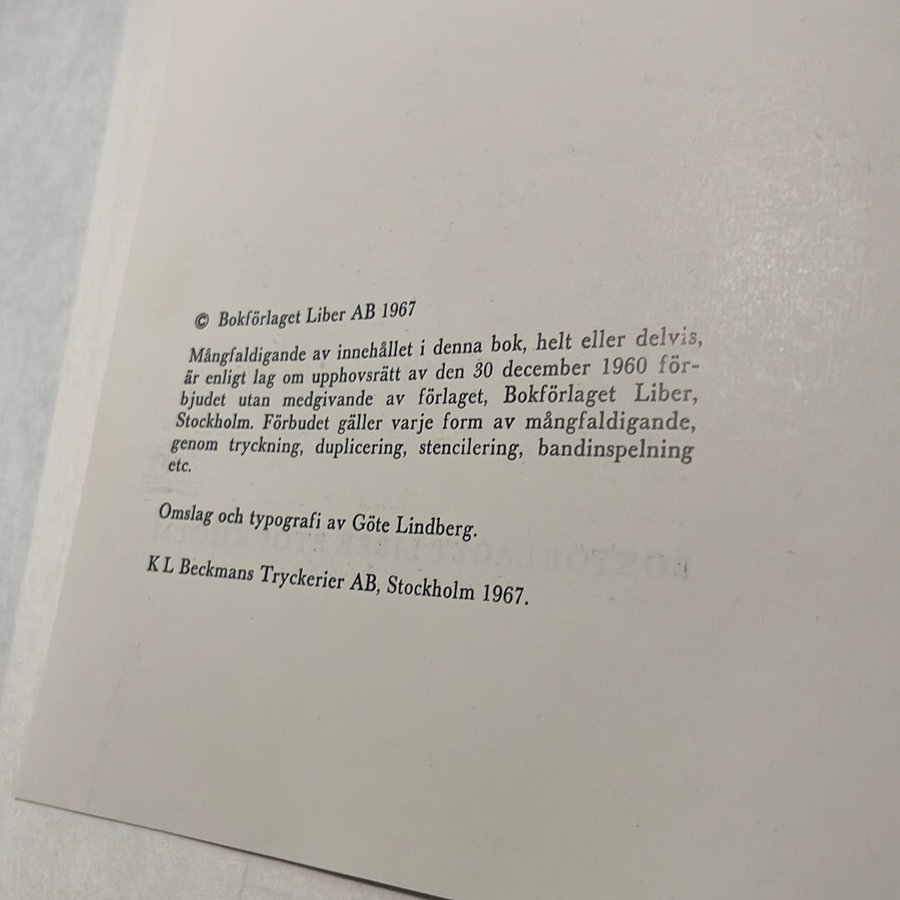 © Bokförlaget Liber AB 1967
Mångfaldigande av innehållet i denna bok, helt eller delvis,
är enligt lag om upphovsrätt av den 30 december 1960 för-
bjudet utan medgivande av förlaget, Bokförlaget Liber,
Stockholm. Förbudet gäller varje form av mångfaldigande,
genom tryckning, duplicering, stencilering, bandinspelning
etc.
Omslag och typografi av Göte Lindberg.
K L Beckmans Tryckerier AB, Stockholm 1967.